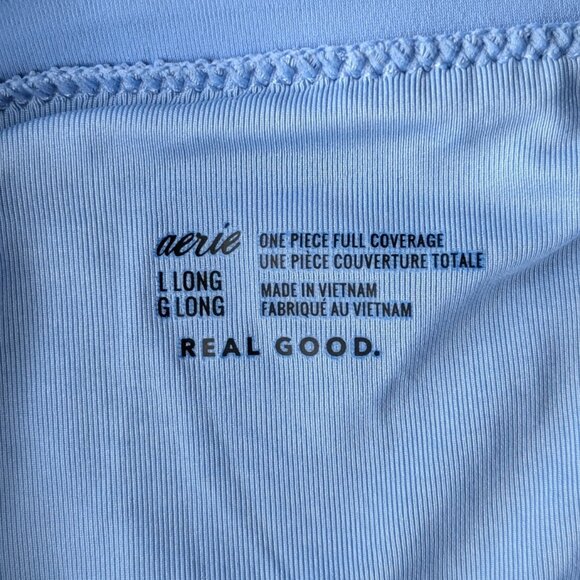 aerie ONE PIECE FULL COVERAGE
UNE PIÈCE COUVERTURE TOTALE
L LONG MADE IN VIETNAM
G LONG FABRIQUÉ AU VIETNAM
REAL GOOD.